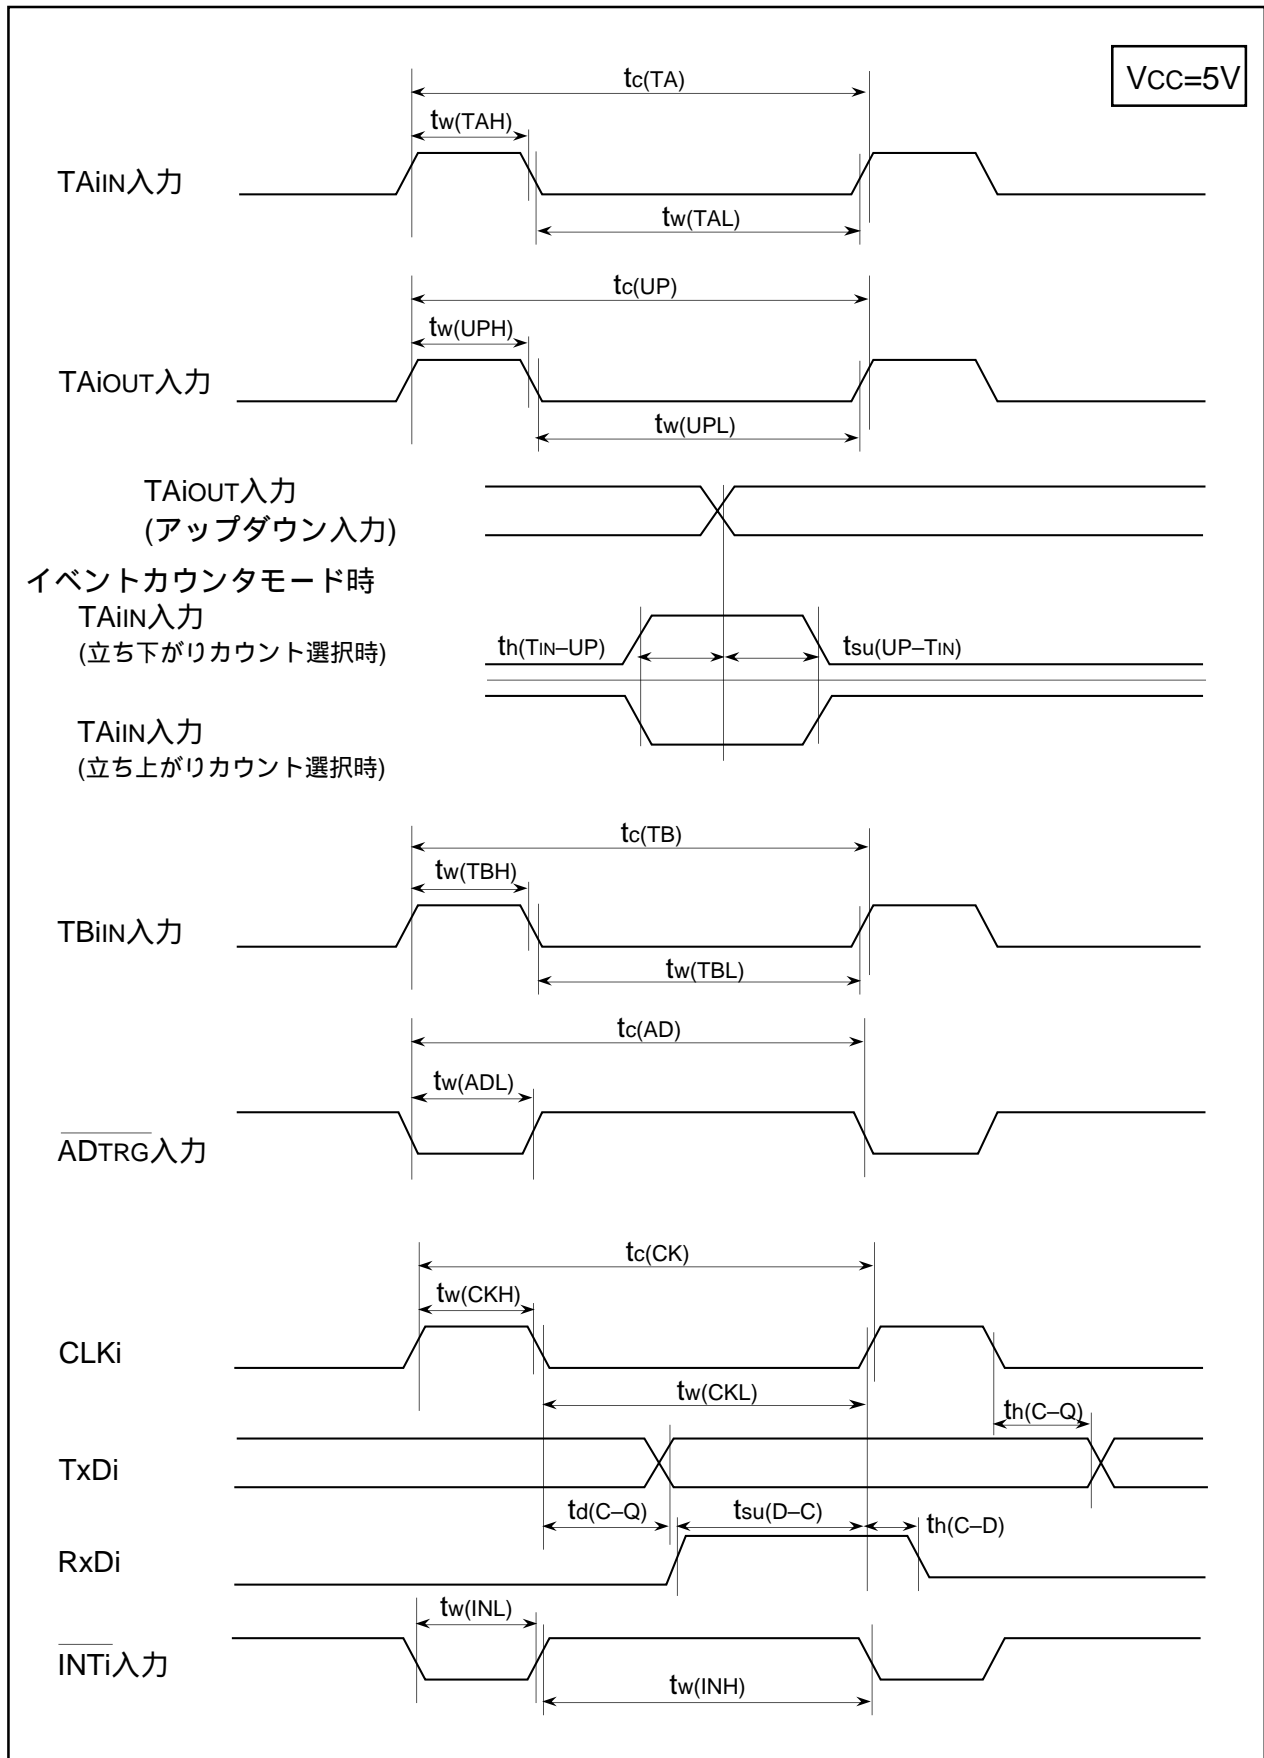 VCC=5V
tc(TA)
tw(TAH)
TAiIN入力
tw(TAL)
tc(UP)
tw(UPH)
TAiOUT入力
tw(UPL)
TAiOUT入力
(アップダウン入力)
イベントカウンタモード時
TAiIN入力
(立ち下がりカウント選択時)
th(TIN–UP)
tsu(UP–TIN)
TAiIN入力
(立ち上がりカウント選択時)
tc(TB)
tw(TBH)
TBiIN入力
tw(TBL)
tc(AD)
tw(ADL)
ADTRG入力
tc(CK)
tw(CKH)
CLKi
tw(CKL)
th(C–Q)
TxDi
td(C–Q)
tsu(D–C)
th(C–D)
RxDi
tw(INL)
INTi入力
tw(INH)